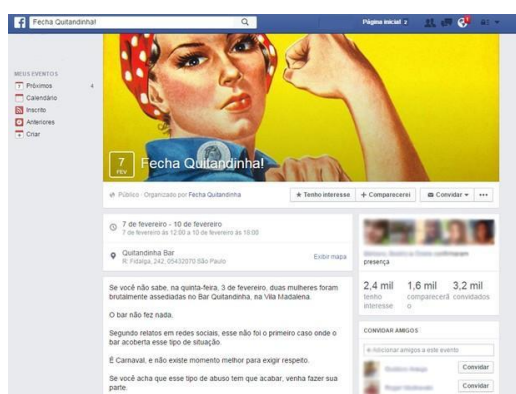 Fecha Quitandinha!
Página inicial 2
MEUS EVENTOS
Próximos 4
Calendário
Inscrito
Anteriores
Criar
7
FEV
Fecha Quitandinha!
Público · Organizado por Fecha Quitandinha
Tenho interesse
Comparecerei
Convidar
7 de fevereiro - 10 de fevereiro
7 de fevereiro às 12:00 a 10 de fevereiro às 18:00
Quitandinha Bar
R. Fidalga, 242, 05432070 São Paulo
Exibir mapa
Se você não sabe, na quinta-feira, 3 de fevereiro, duas mulheres foram
brutalmente assediadas no Bar Quitandinha, na Vila Madalena.
O bar não fez nada.
Segundo relatos em redes sociais, esse não foi o primeiro caso onde o
bar acoberta esse tipo de situação.
É Carnaval, e não existe momento melhor para exigir respeito.
Se você acha que esse tipo de abuso tem que acabar, venha fazer sua
parte.
confirmaram
presença
2,4 mil 1,6 mil 3,2 mil
tenho comparecerá convidados
interesse o
CONVIDAR AMIGOS
Adicionar amigos a este evento
Convidar
Convidar